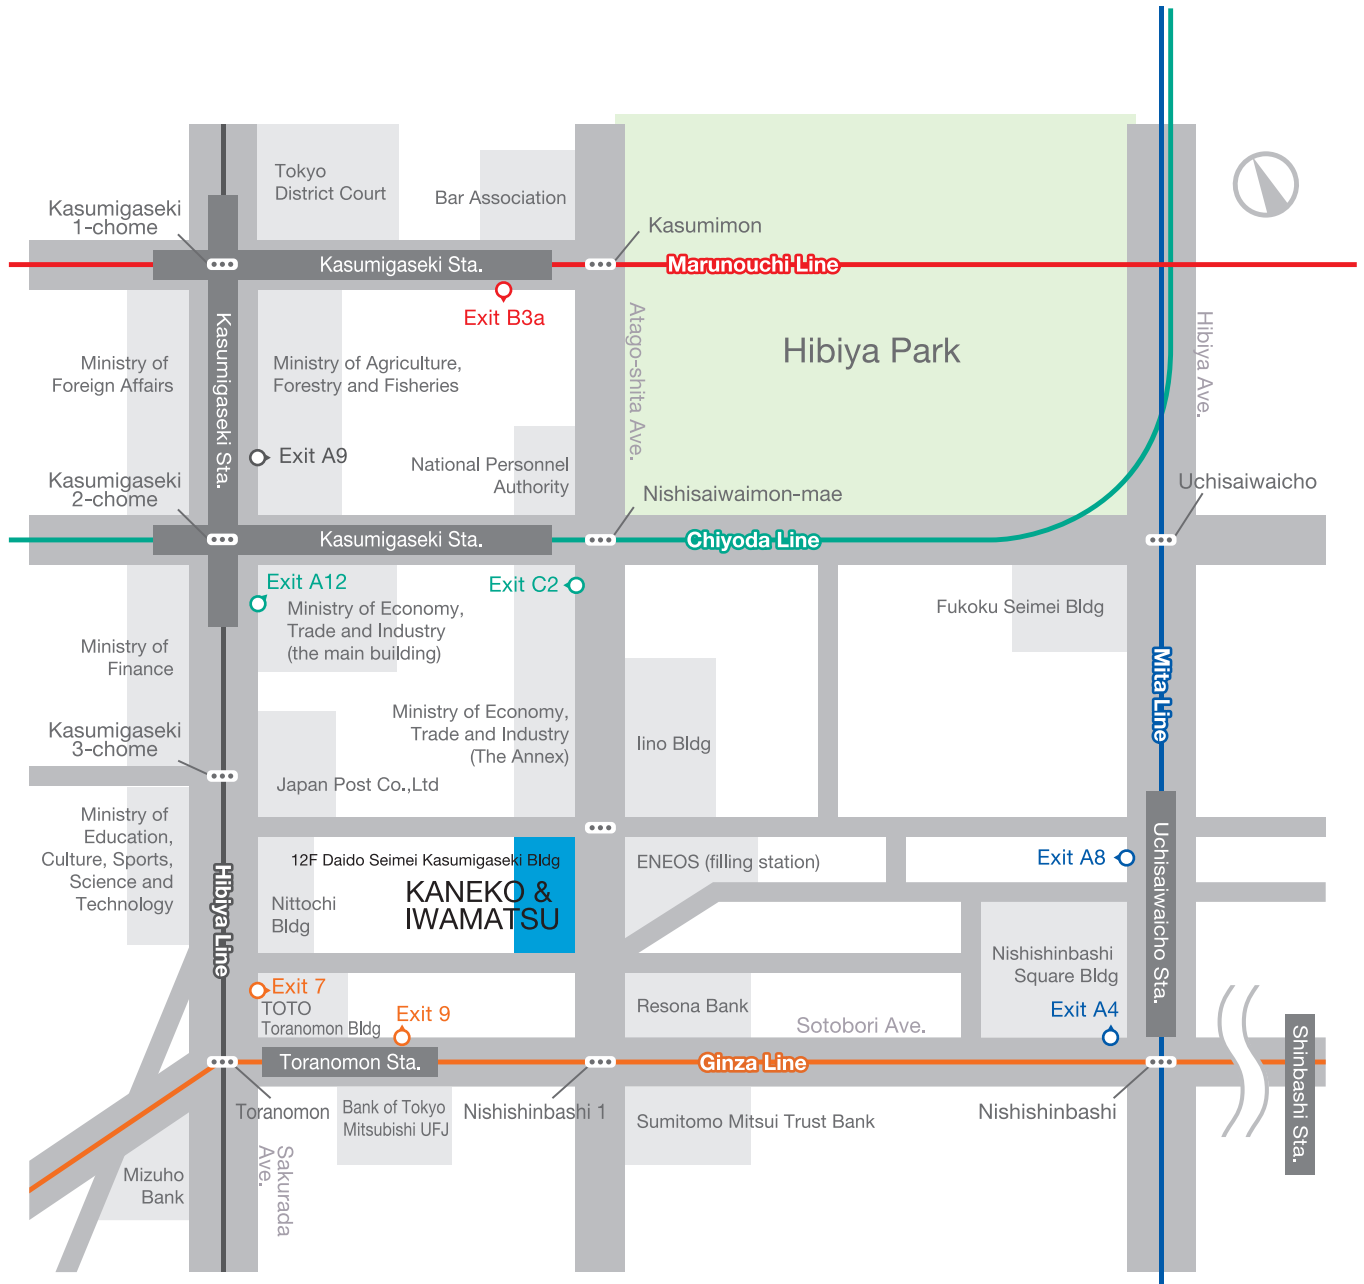 Tokyo
District Court
Bar Association
Kasumigaseki
1-chome
Kasumimon
Kasumigaseki Sta.
Marunouchi Line
Exit B3a
Kasumigaseki Sta.
Atago-shita Ave.
Hibiya Ave.
Hibiya Park
Ministry of
Foreign Affairs
Ministry of Agriculture,
Forestry and Fisheries
Exit A9
National Personnel
Authority
Kasumigaseki
2-chome
Nishisaiwaimon-mae
Uchisaiwaicho
Kasumigaseki Sta.
Chiyoda Line
Exit A12
Exit C2
Ministry of Economy,
Trade and Industry
(the main building)
Fukoku Seimei Bldg
Ministry of
Finance
Mita Line
Kasumigaseki
3-chome
Ministry of Economy,
Trade and Industry
(The Annex)
Iino Bldg
Japan Post Co.,Ltd
Ministry of
Education,
Culture, Sports,
Science and
Technology
Hibiya Line
12F Daido Seimei Kasumigaseki Bldg
KANEKO &
IWAMATSU
Nittochi
Bldg
ENEOS (filling station)
Exit A8
Uchisaiwaicho Sta.
Nishishinbashi
Square Bldg
Exit 7
TOTO
Toranomon Bldg
Exit 9
Resona Bank
Sotobori Ave.
Exit A4
Toranomon Sta.
Ginza Line
Shinbashi Sta.
Toranomon
Bank of Tokyo
Mitsubishi UFJ
Nishishinbashi 1
Sumitomo Mitsui Trust Bank
Nishishinbashi
Mizuho
Bank
Sakurada
Ave.